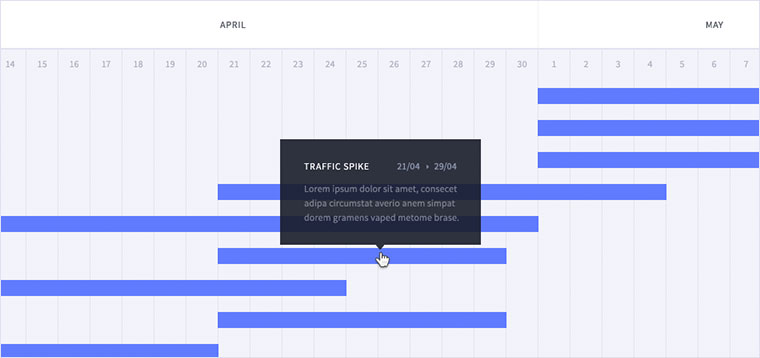 APRIL MAY
14 15 16 17 18 19 20 21 22 23 24 25 26 27 28 29 30 1 2 3 4 5 6 7
TRAFFIC SPIKE 21/04 ‣ 29/04
Lorem ipsum dolor sit amet, consecet
adipa circumstat averio anem simpat
dorem gramens vaped metome brase.